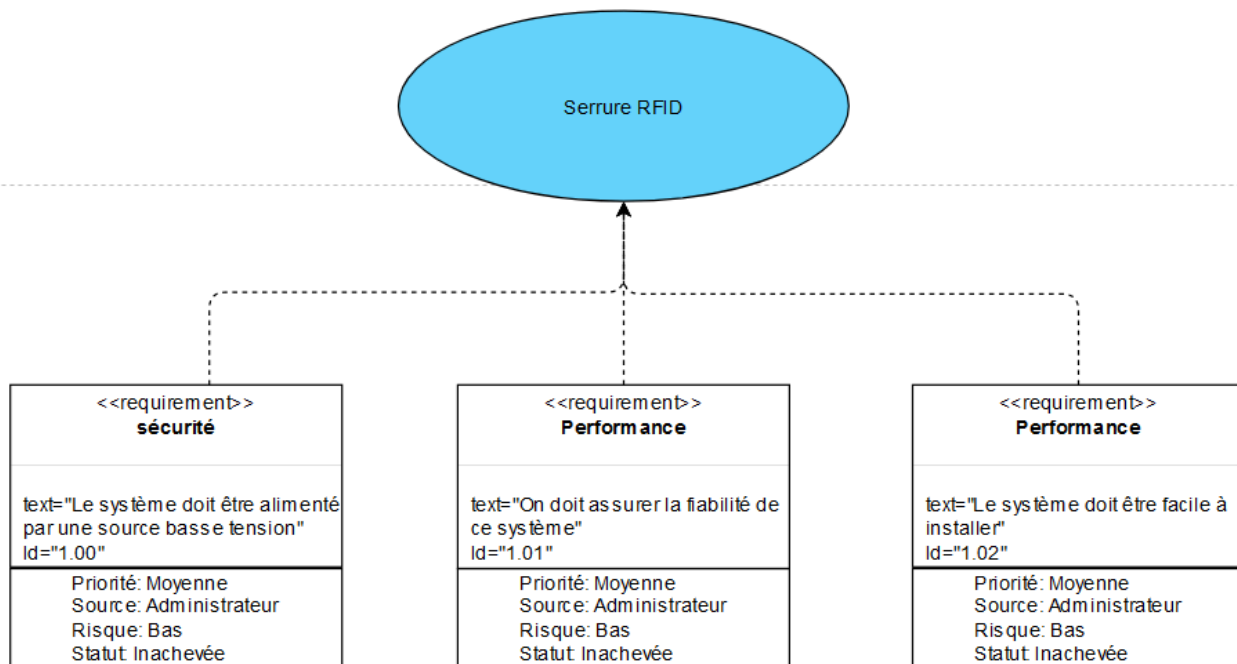 Serrure RFID
<<requirement>>
sécurité
text="Le système doit être alimenté
par une source basse tension"
Id="1.00"
Priorité: Moyenne
Source: Administrateur
Risque: Bas
Statut: Inachevée
<<requirement>>
Performance
text="On doit assurer la fiabilité de
ce système"
Id="1.01"
Priorité: Moyenne
Source: Administrateur
Risque: Bas
Statut: Inachevée
<<requirement>>
Performance
text="Le système doit être facile à
installer"
Id="1.02"
Priorité: Moyenne
Source: Administrateur
Risque: Bas
Statut: Inachevée